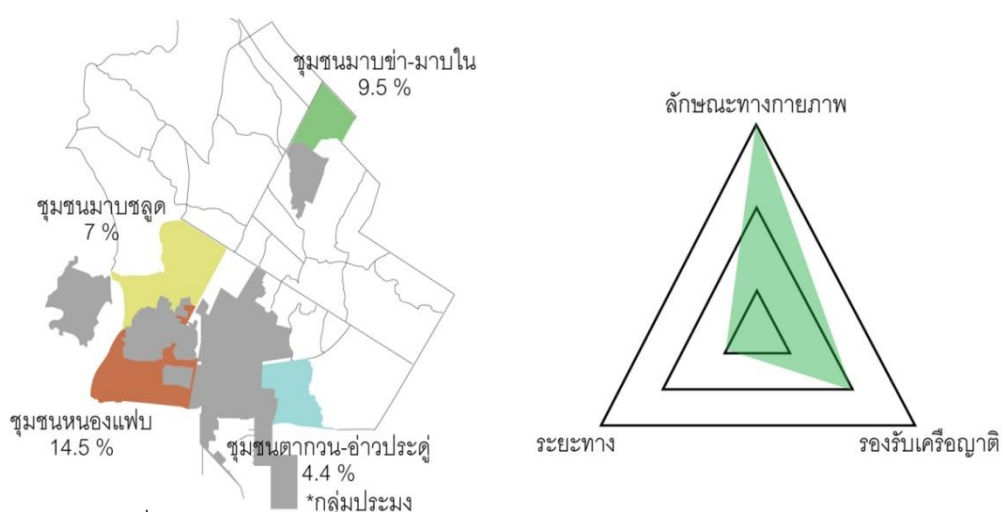 ชุมชนมาบข่า-มาบใน
9.5 %
ชุมชนมาบชลูด
7 %
ชุมชนหนองแฟบ
14.5 %
ชุมชนตากวน-อ่าวประดู่
4.4 %
*กลุ่มประมง
ลักษณะทางกายภาพ
ระยะทาง
รองรับเครือญาติ